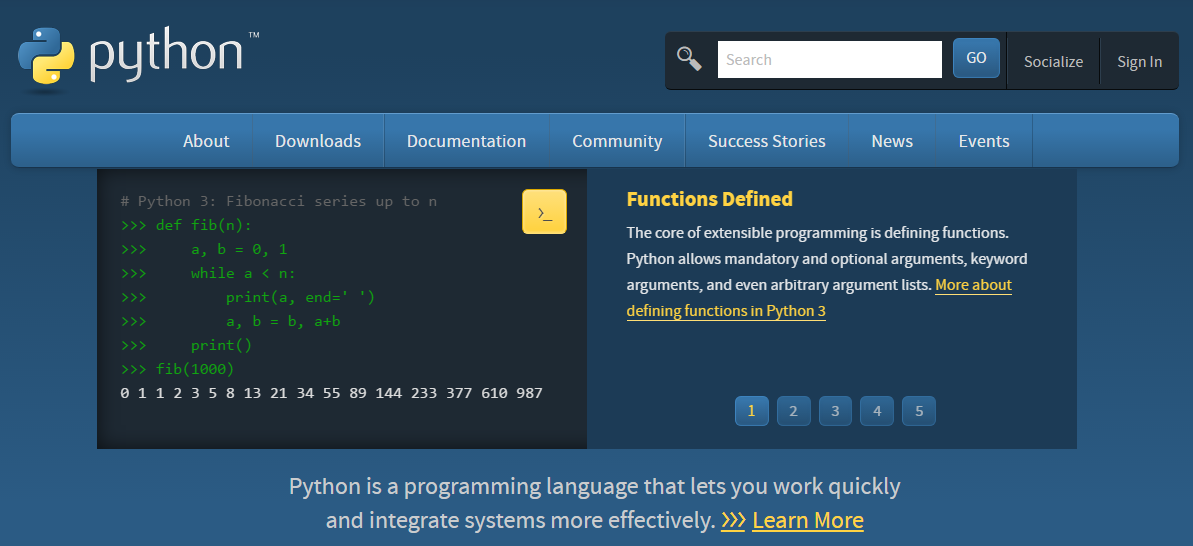 python™
Search
GO
Socialize
Sign In
About Downloads Documentation Community Success Stories News Events
# Python 3: Fibonacci series up to n
>>> def fib(n):
>>>     a, b = 0, 1
>>>     while a < n:
>>>         print(a, end=' ')
>>>         a, b = b, a+b
>>>     print()
>>> fib(1000)
0 1 1 2 3 5 8 13 21 34 55 89 144 233 377 610 987
>_
Functions Defined
The core of extensible programming is defining functions.
Python allows mandatory and optional arguments, keyword
arguments, and even arbitrary argument lists. More about
defining functions in Python 3
1 2 3 4 5
Python is a programming language that lets you work quickly
and integrate systems more effectively. >>> Learn More